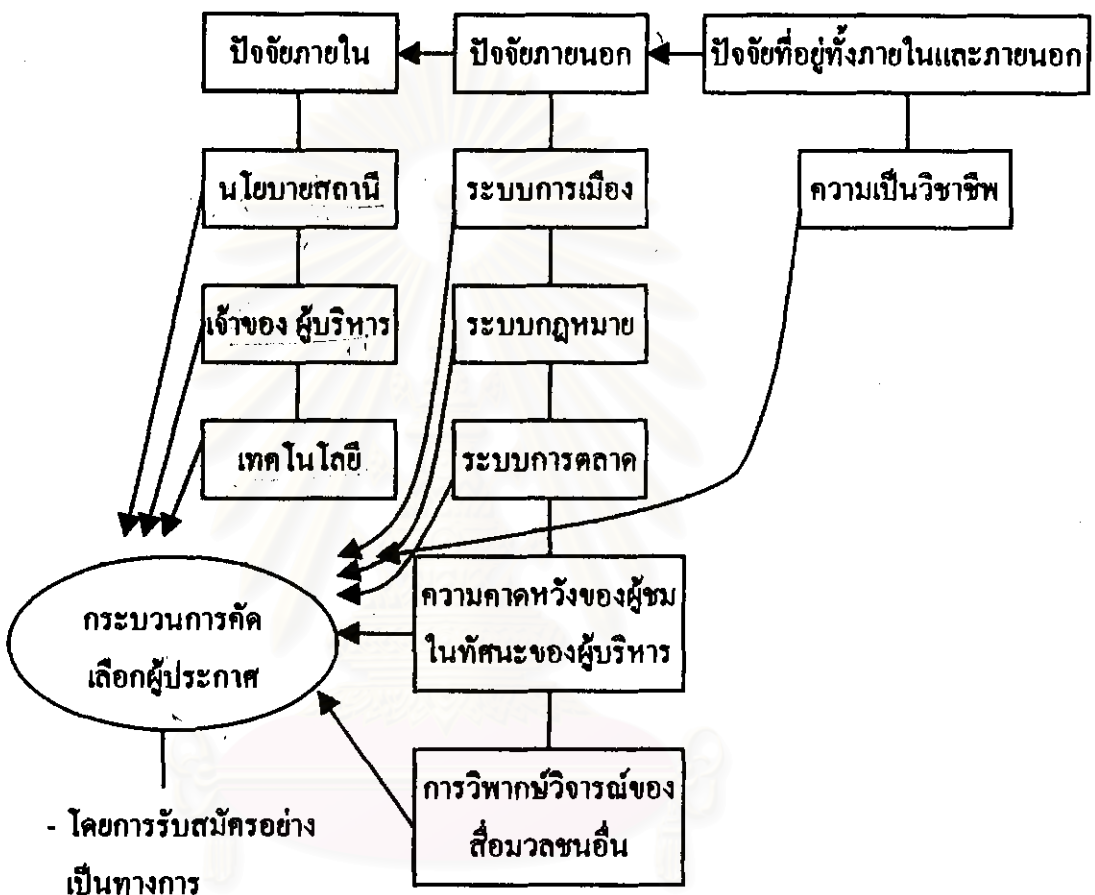 ปัจจัยภายใน
ปัจจัยภายนอก
ปัจจัยที่อยู่ทั้งภายในและภายนอก
นโยบายสถานี
ระบบการเมือง
ความเป็นวิชาชีพ
เจ้าของ ผู้บริหาร
ระบบกฎหมาย
เทคโนโลยี
ระบบการตลาด
ความคาดหวังของผู้ชม
ในทัศนะของผู้บริหาร
กระบวนการคัด
เลือกผู้ประกาศ
การวิพากษ์วิจารณ์ของ
สื่อมวลชนอื่น
- โดยการรับสมัครอย่าง
เป็นทางการ